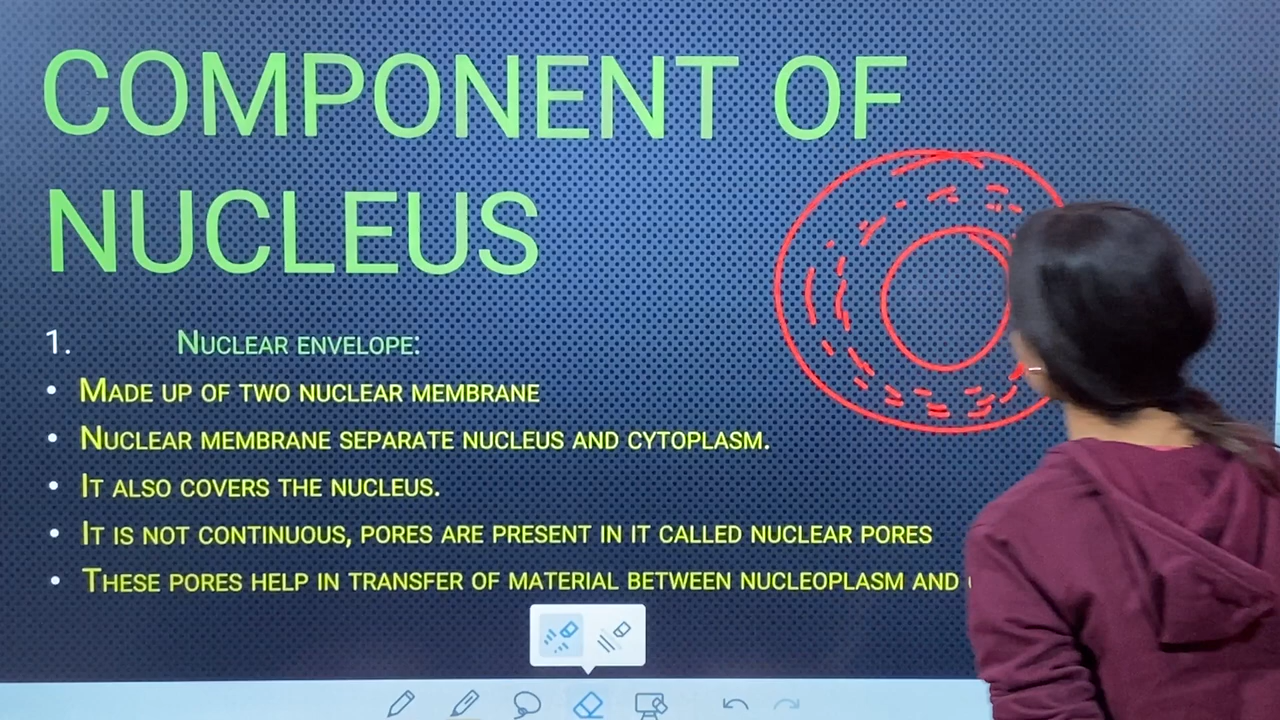 COMPONENT OF
NUCLEUS
1. NUCLEAR ENVELOPE:
• MADE UP OF TWO NUCLEAR MEMBRANE
• NUCLEAR MEMBRANE SEPARATE NUCLEUS AND CYTOPLASM.
• IT ALSO COVERS THE NUCLEUS.
• IT IS NOT CONTINUOUS, PORES ARE PRESENT IN IT CALLED NUCLEAR PORES
• THESE PORES HELP IN TRANSFER OF MATERIAL BETWEEN NUCLEOPLASM AND